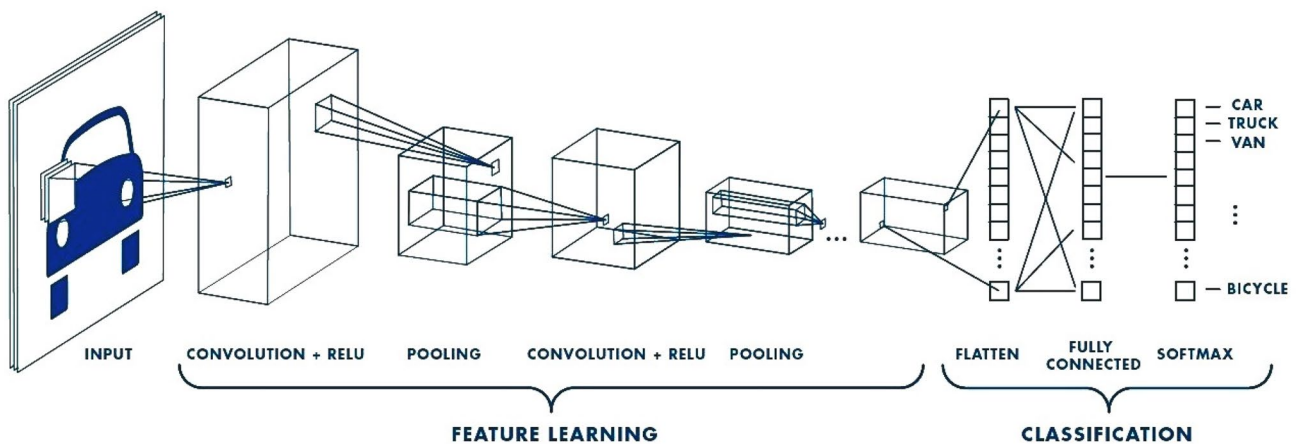 CAR
TRUCK
VAN
BICYCLE
INPUT
CONVOLUTION + RELU
POOLING
CONVOLUTION + RELU
POOLING
FLATTEN
FULLY
CONNECTED
SOFTMAX
FEATURE LEARNING
CLASSIFICATION